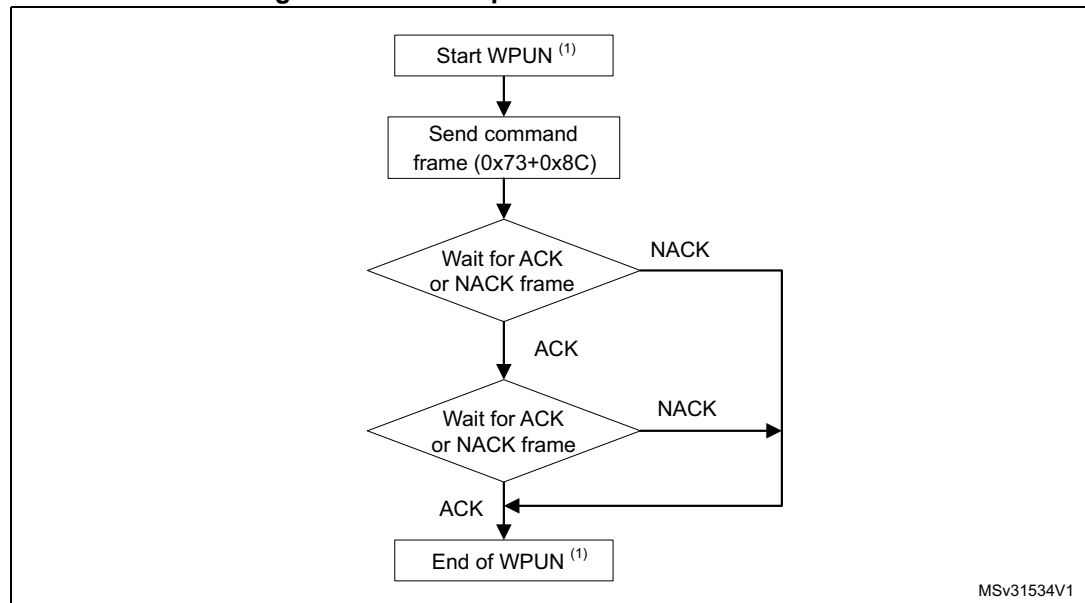 Start WPUN (1)
Send command
frame (0x73+0x8C)
Wait for ACK
or NACK frame
NACK
ACK
Wait for ACK
or NACK frame
NACK
ACK
End of WPUN (1)
MSv31534V1